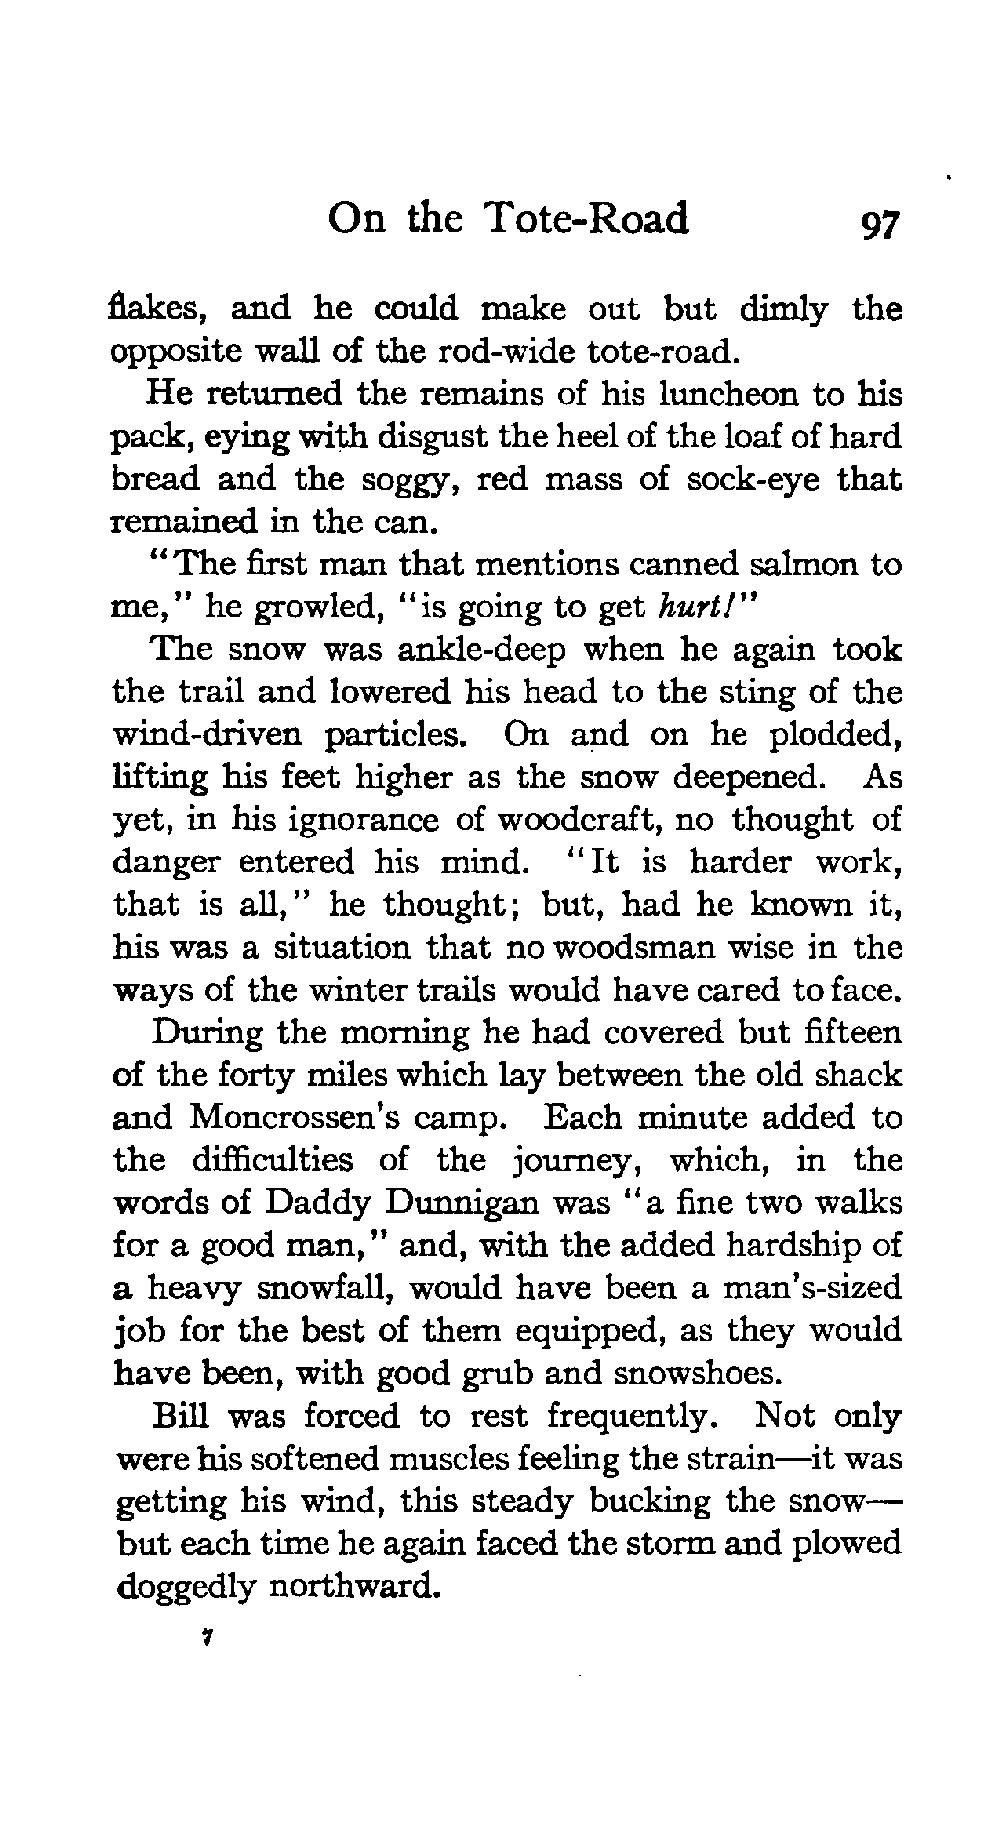 On the Tote-Road 97
flakes, and he could make out but dimly the
opposite wall of the rod-wide tote-road.
He returned the remains of his luncheon to his
pack, eying with disgust the heel of the loaf of hard
bread and the soggy, red mass of sock-eye that
remained in the can.
"The first man that mentions canned salmon to
me," he growled, "is going to get hurt!"
The snow was ankle-deep when he again took
the trail and lowered his head to the sting of the
wind-driven particles. On and on he plodded,
lifting his feet higher as the snow deepened. As
yet, in his ignorance of woodcraft, no thought of
danger entered his mind. "It is harder work,
that is all," he thought; but, had he known it,
his was a situation that no woodsman wise in the
ways of the winter trails would have cared to face.
During the morning he had covered but fifteen
of the forty miles which lay between the old shack
and Moncrossen's camp. Each minute added to
the difficulties of the journey, which, in the
words of Daddy Dunnigan was "a fine two walks
for a good man," and, with the added hardship of
a heavy snowfall, would have been a man's-sized
job for the best of them equipped, as they would
have been, with good grub and snowshoes.
Bill was forced to rest frequently. Not only
were his softened muscles feeling the strain—it was
getting his wind, this steady bucking the snow—
but each time he again faced the storm and plowed
doggedly northward.
7